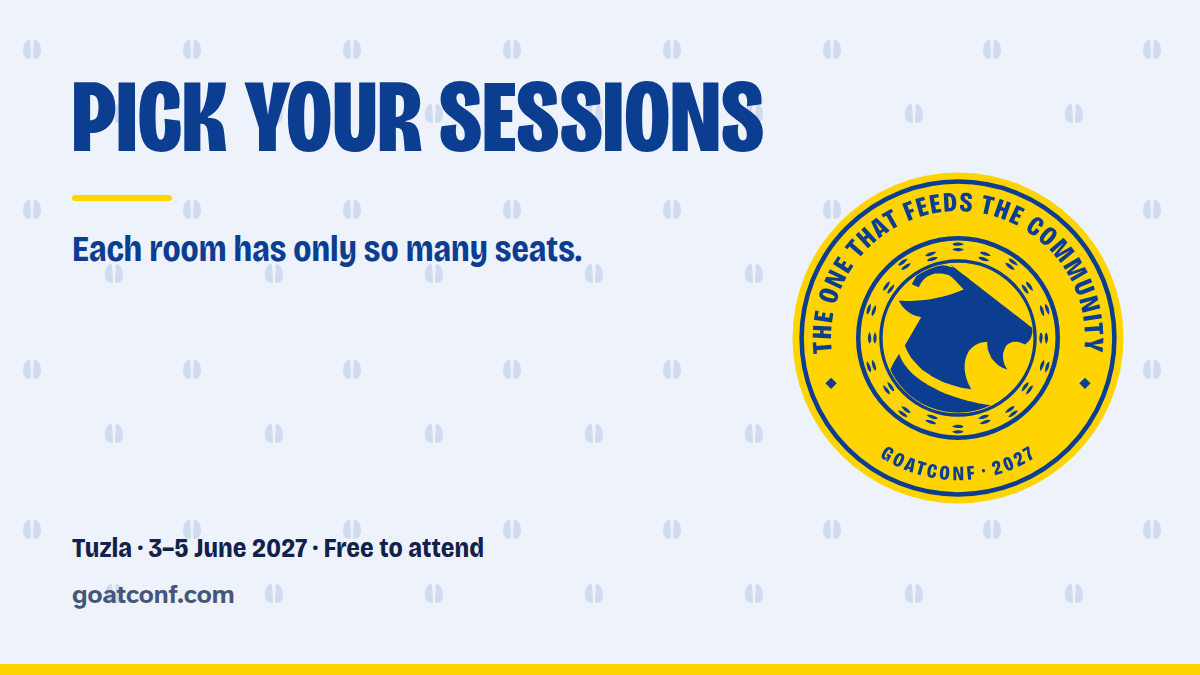 PICK YOUR SESSIONS
Each room has only so many seats.
THE ONE THAT FEEDS THE COMMUNITY
GOATCONF · 2027
Tuzla · 3–5 June 2027 · Free to attend
goatconf.com